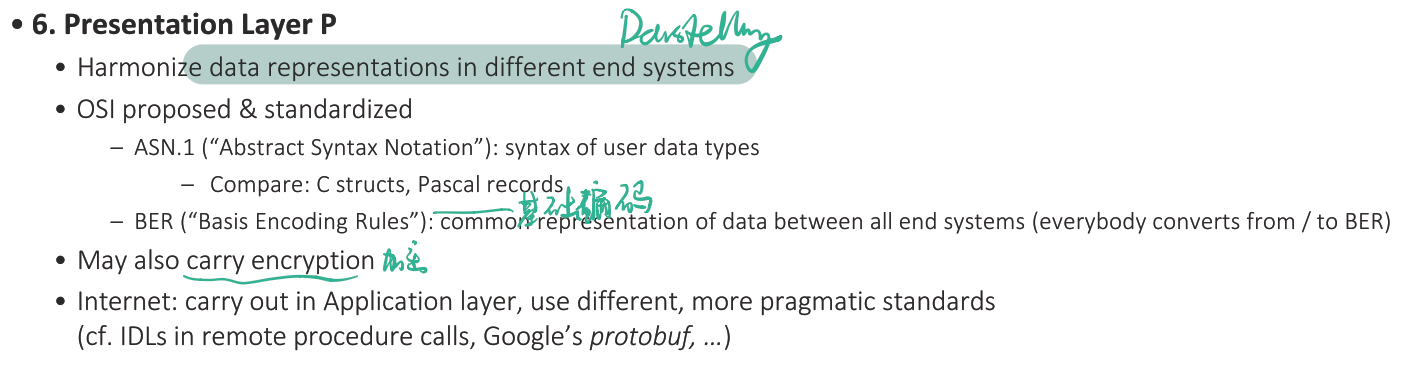 • 6. Presentation Layer P
Darstellung
• Harmonize data representations in different end systems
• OSI proposed & standardized
– ASN.1 (“Abstract Syntax Notation”): syntax of user data types
– Compare: C structs, Pascal records
基础编码
– BER (“Basis Encoding Rules”): common representation of data between all end systems (everybody converts from / to BER)
• May also carry encryption 加密
• Internet: carry out in Application layer, use different, more pragmatic standards
(cf. IDLs in remote procedure calls, Google’s protobuf, …)